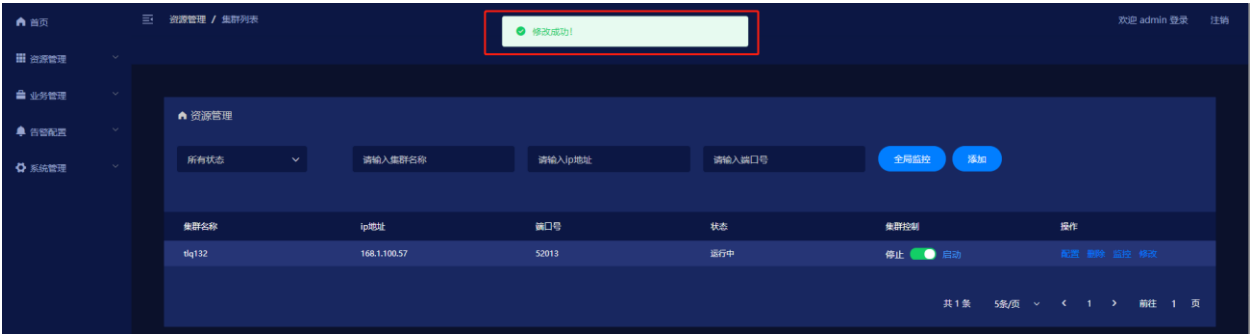 首页
资源管理 / 集群列表
修改成功!
欢迎 admin 登录
注销
资源管理
业务管理
告警配置
系统管理
资源管理
所有状态
请输入集群名称
请输入ip地址
请输入端口号
全局监控
添加
集群名称 ip地址 端口号 状态 集群控制 操作
tlq132 168.1.100.57 52013 运行中 停止 启动 配置 删除 监控 修改
共 1 条 5条/页 1 前往 1 页